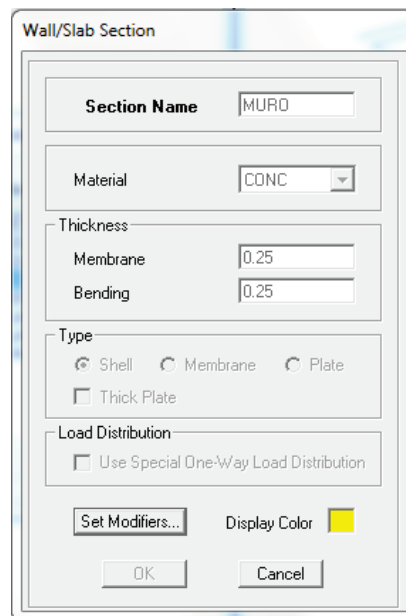 Wall/Slab Section
Section Name MURO
Material CONC
Thickness
Membrane 0.25
Bending 0.25
Type
Shell Membrane Plate
Thick Plate
Load Distribution
Use Special One-Way Load Distribution
Set Modifiers... Display Color
OK Cancel